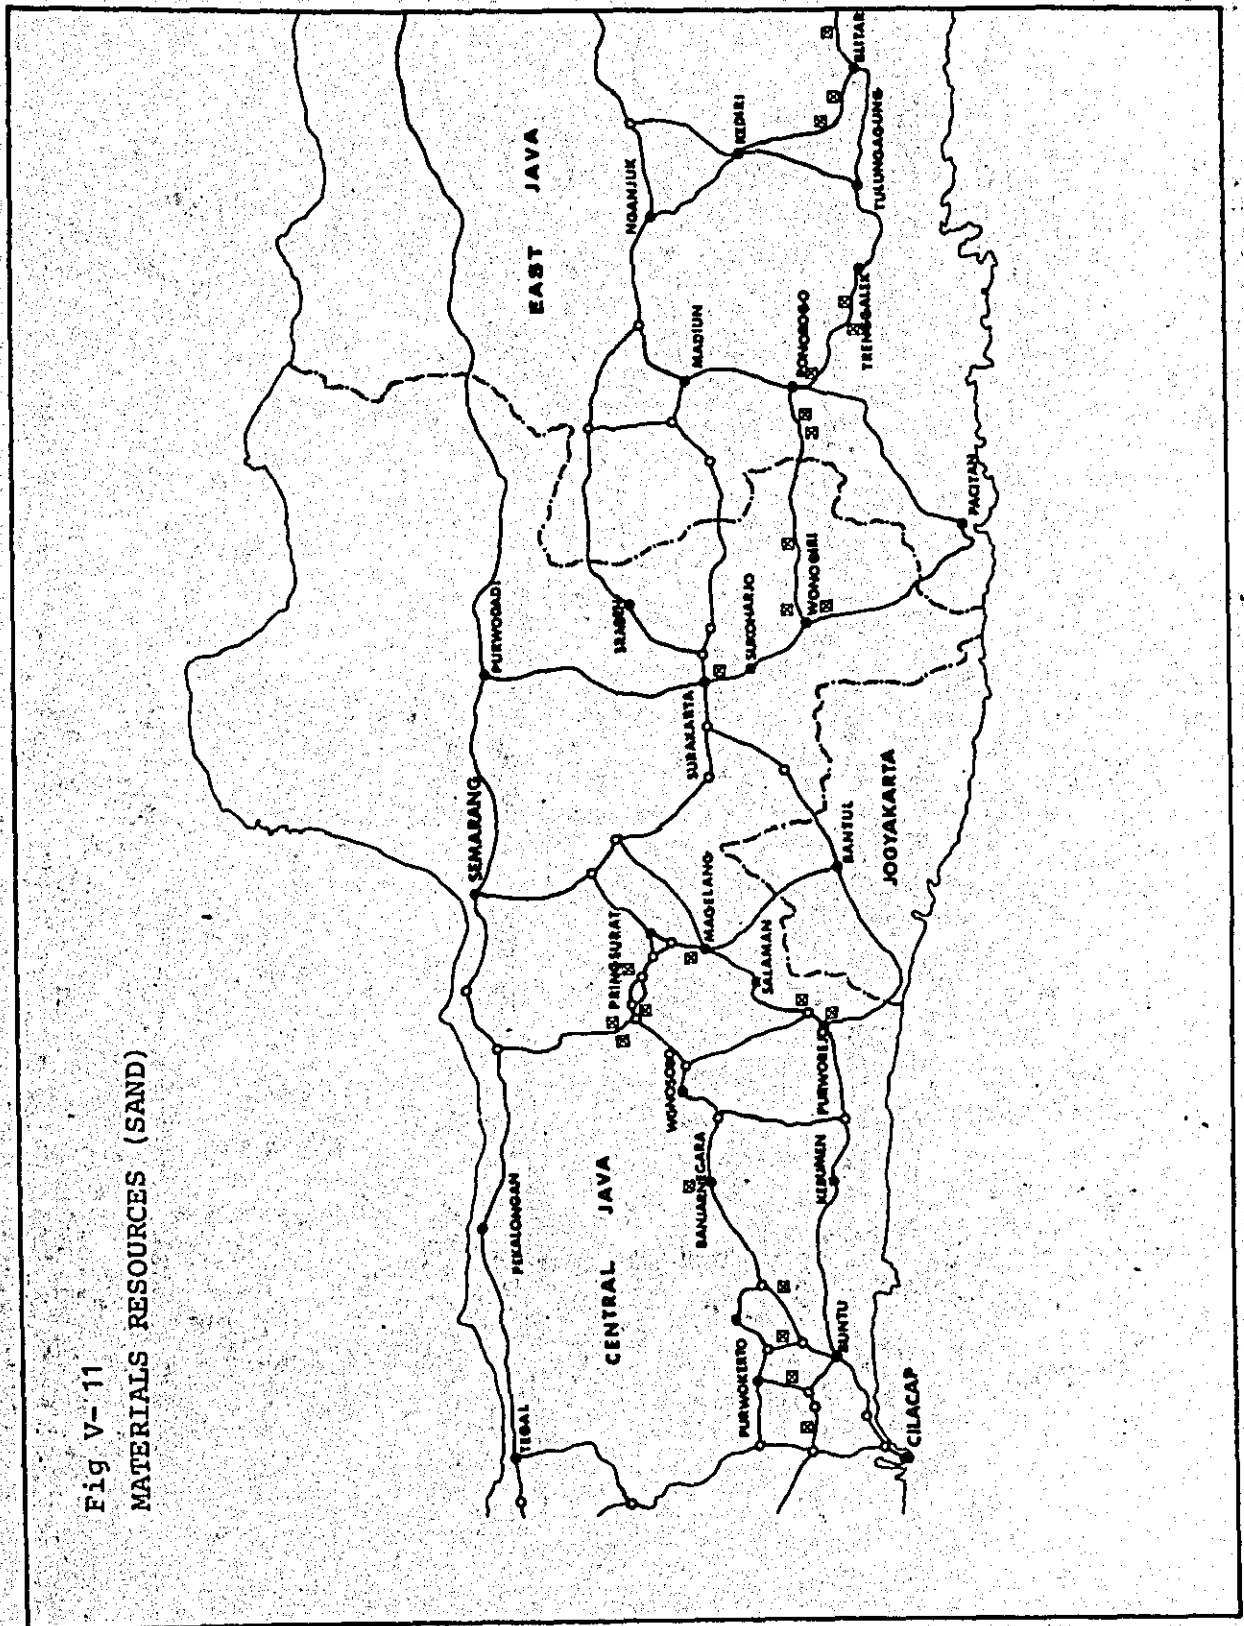 Fig V-11
MATERIALS RESOURCES (SAND)
TEGAL
PEKALONGAN
SEMARANG
PURWODADI
CENTRAL JAVA
EAST JAVA
PRINGSURAT
SRAGEN
NGANJUK
WONOSOBO
MAGELANG
SURAKARTA
MADIUN
KEDIRI
BANJARNEGARA
SALAMAN
SUKOHARJO
PURWOKERTO
PURWOREJO
WONOGIRI
PONOROGO
BUNTU
KEBUMEN
BANTUL
TRENGGALEK
TULUNGAGUNG
BLITAR
JOGYAKARTA
CILACAP
PACITAN